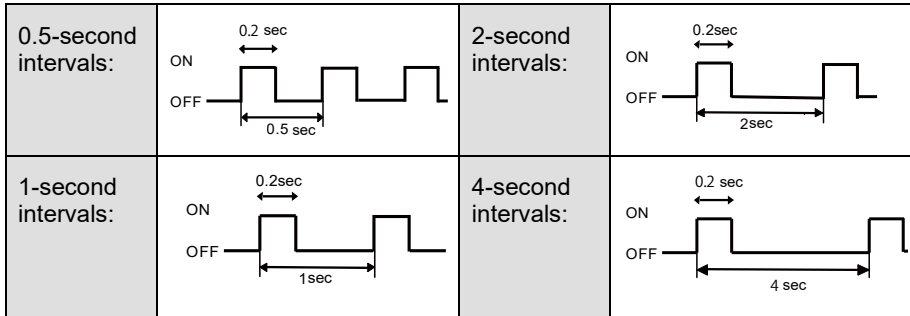 0.5-second
intervals:
0.2 sec
ON
OFF
0.5 sec
2-second
intervals:
0.2sec
ON
OFF
2sec
1-second
intervals:
0.2sec
ON
OFF
1sec
4-second
intervals:
0.2 sec
ON
OFF
4 sec